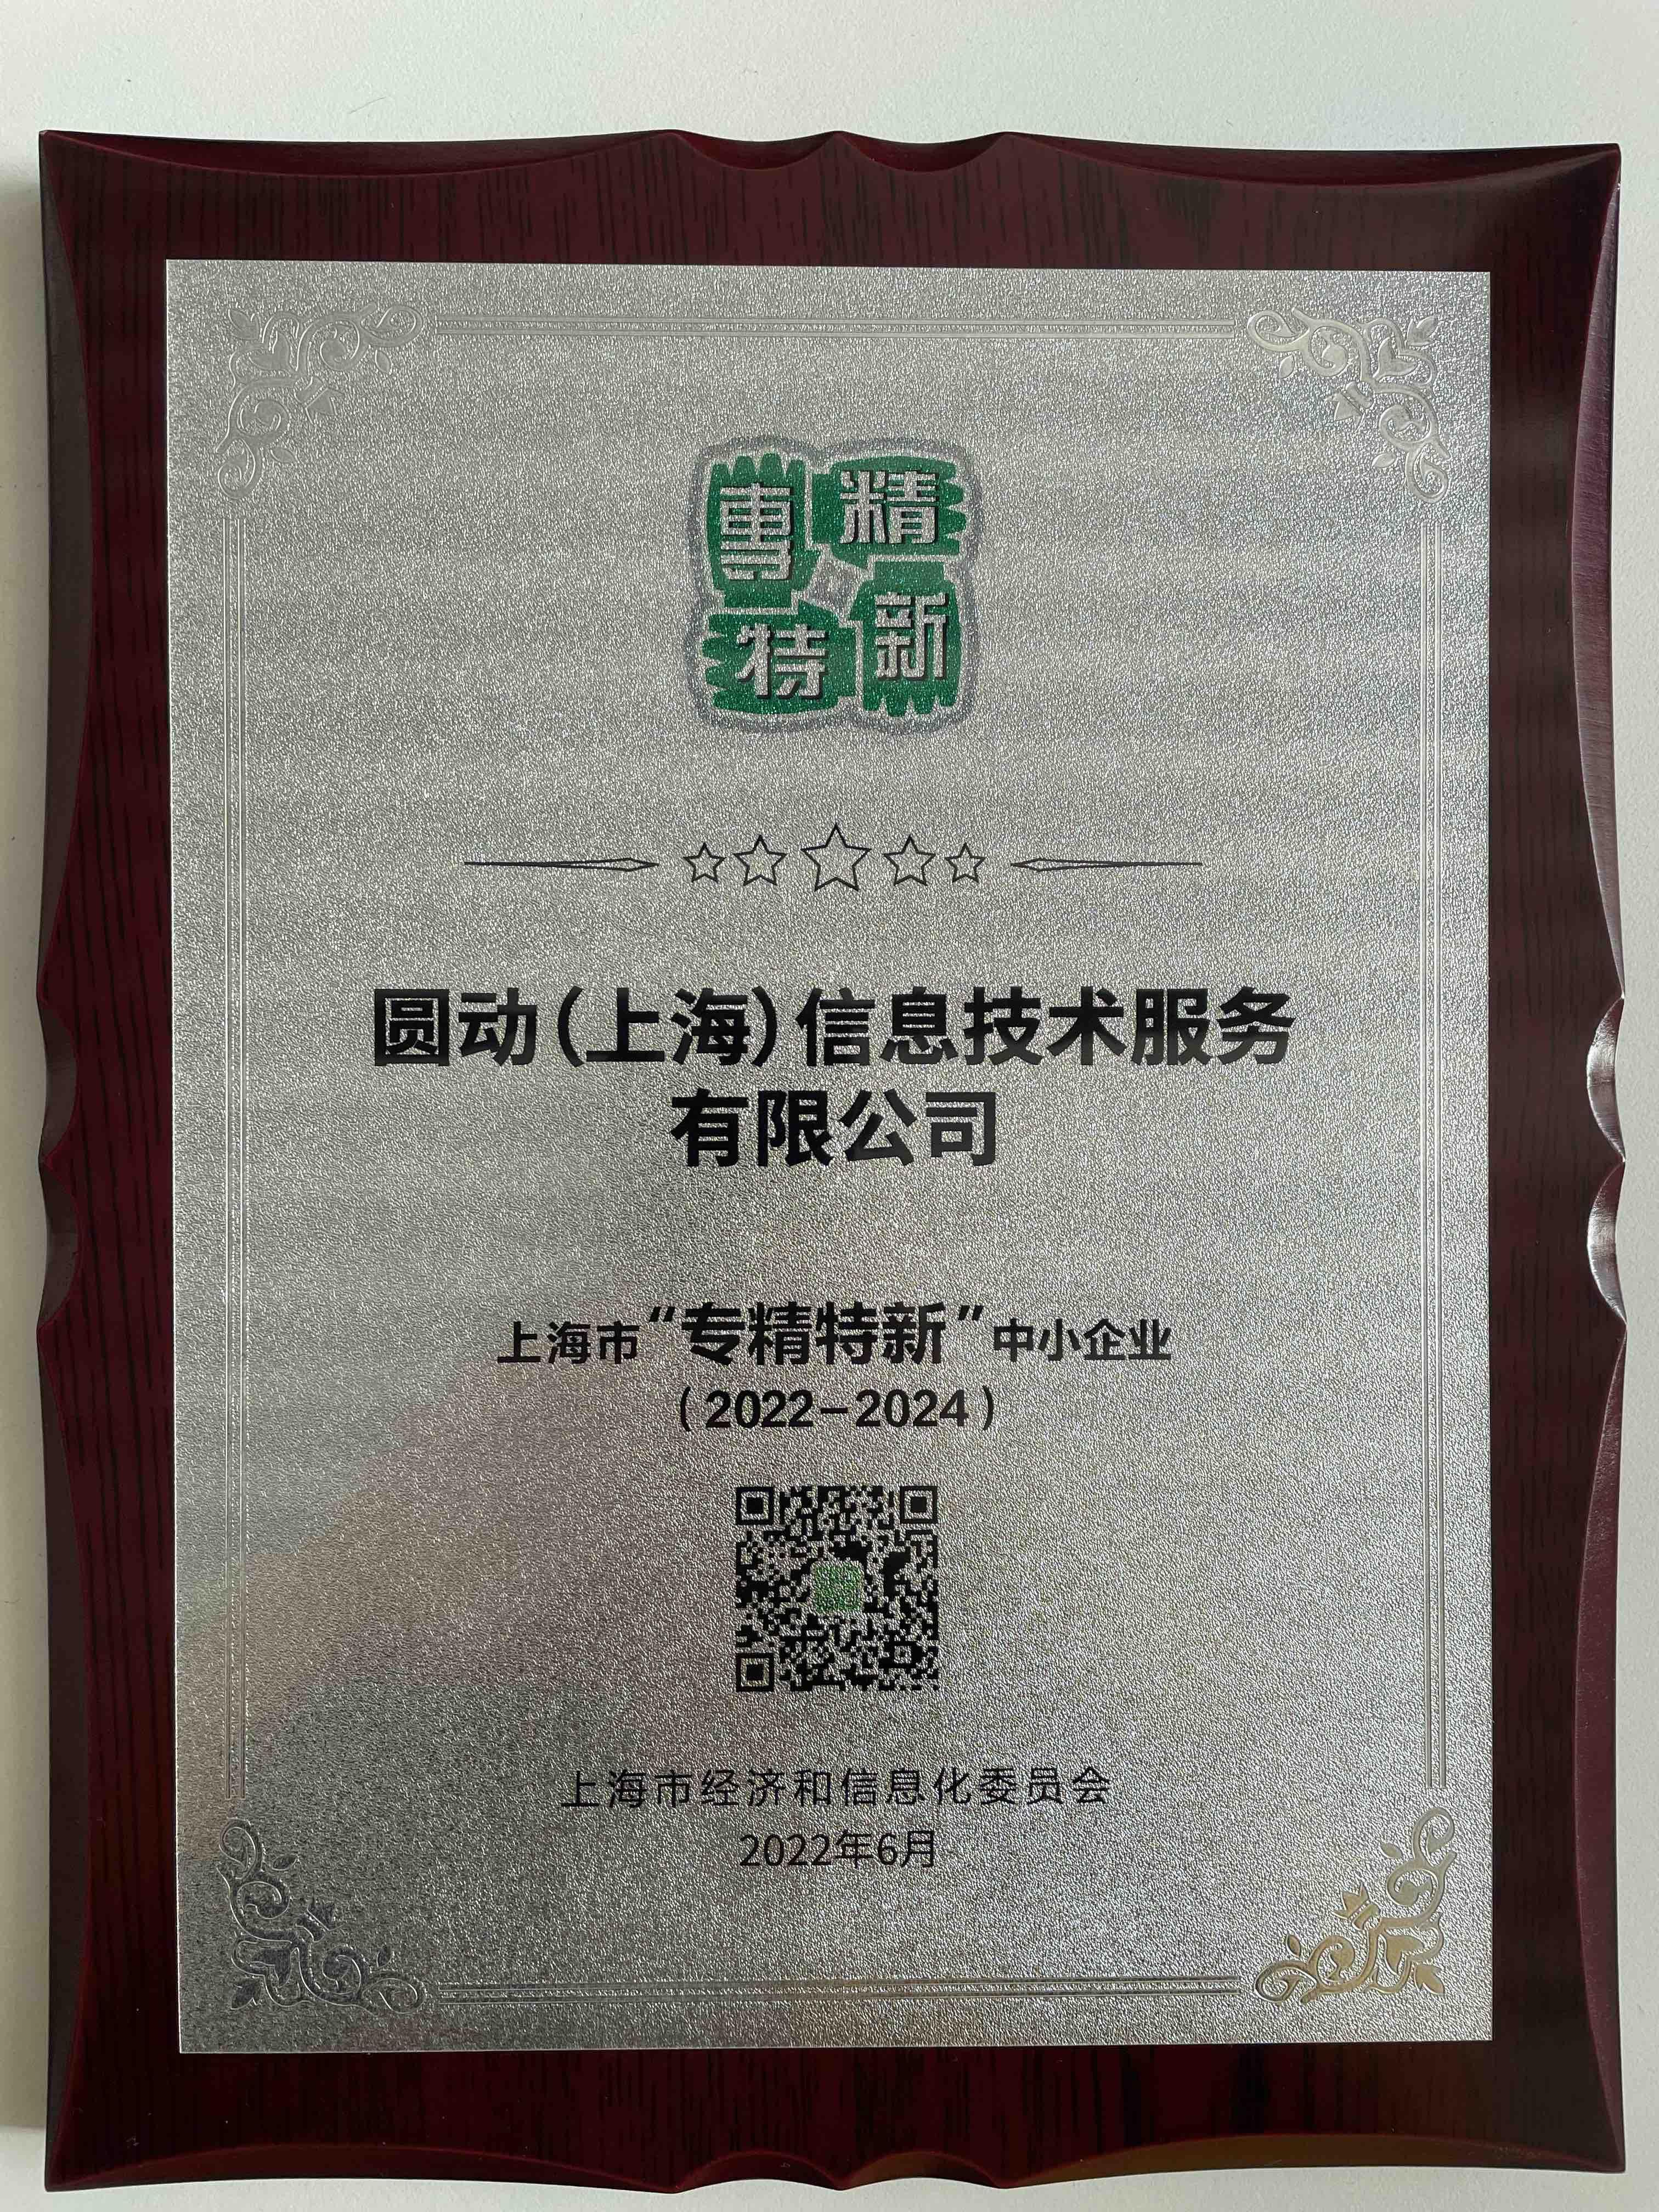 專精
特新
圆动(上海)信息技术服务
有限公司
上海市“专精特新”中小企业
(2022-2024)
上海市经济和信息化委员会
2022年6月